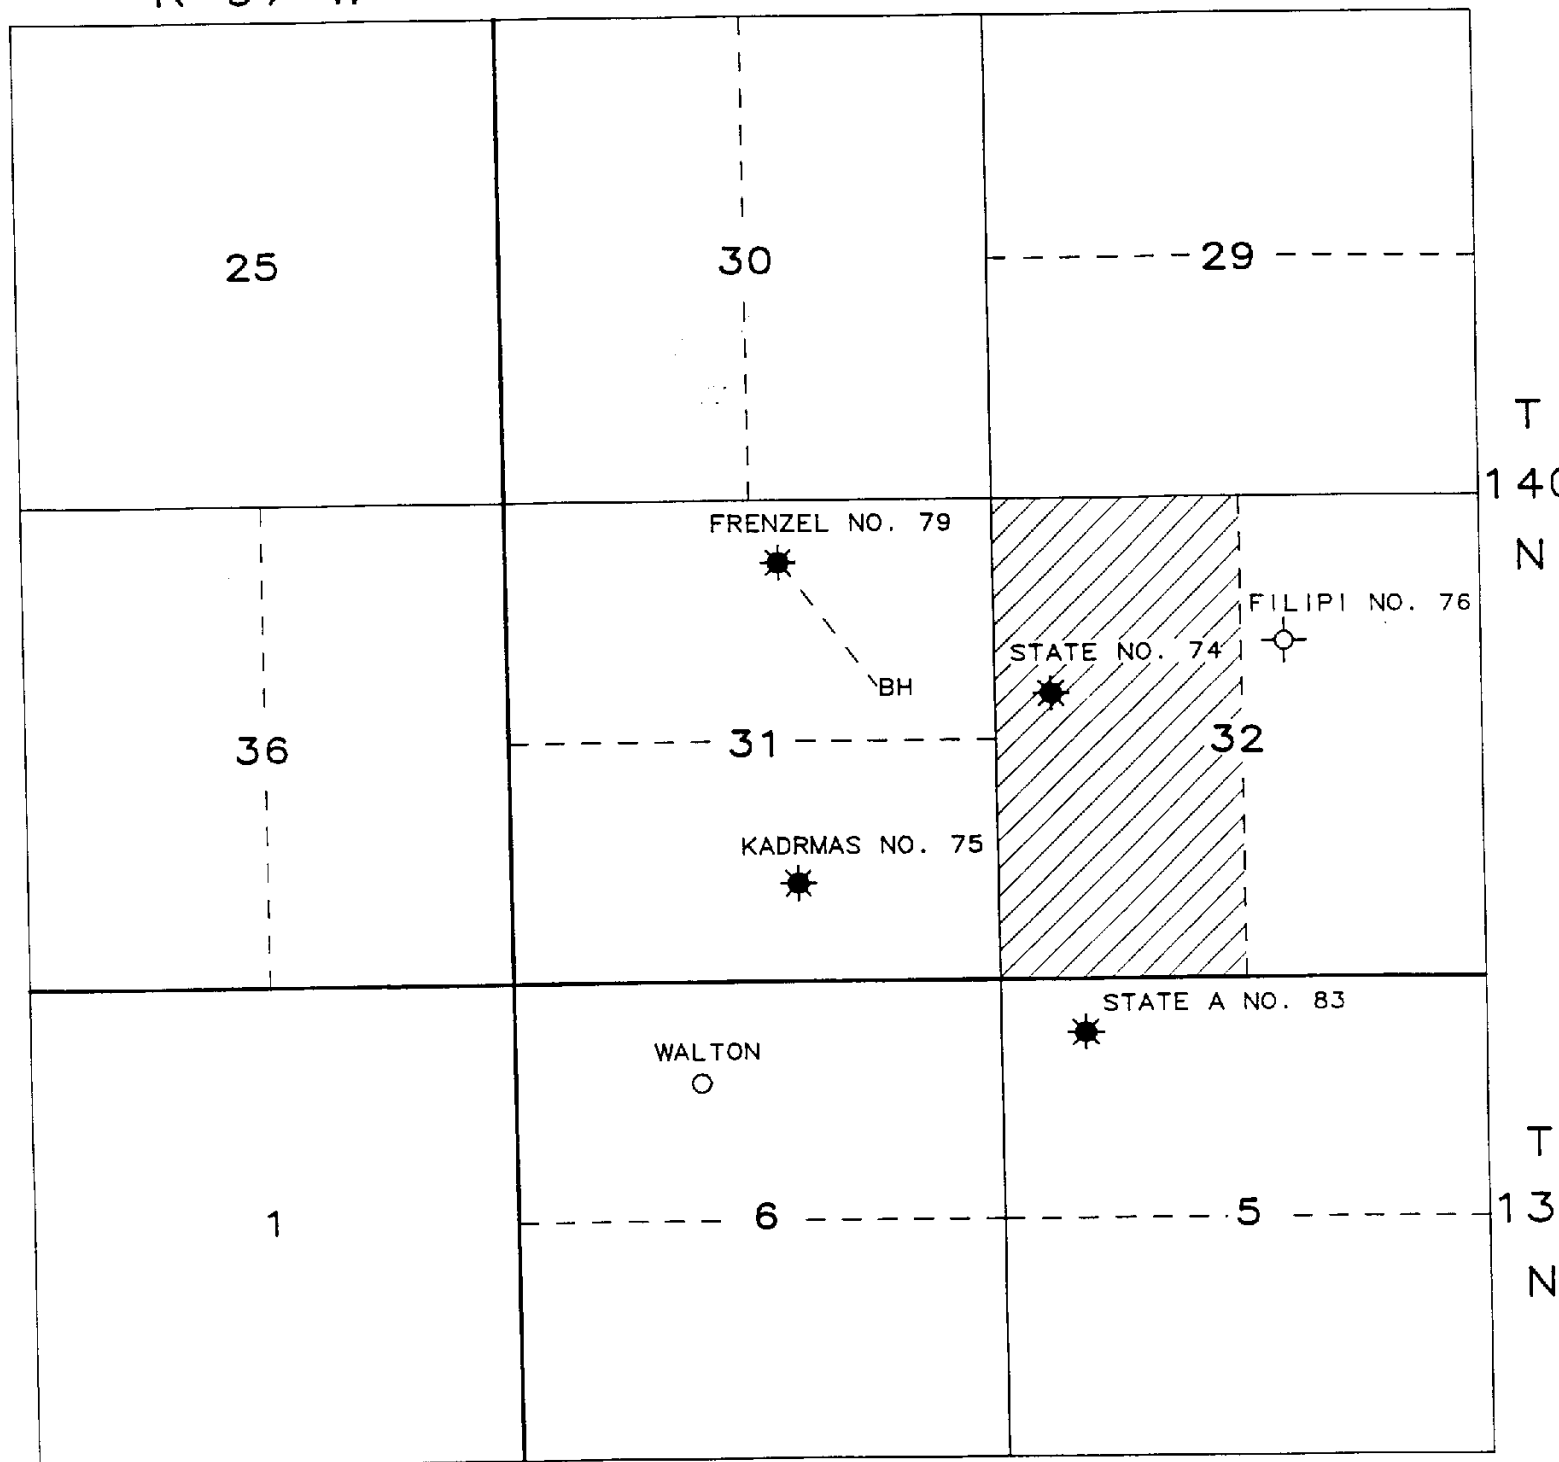 25
30
29
T
140
N
FRENZEL NO. 79
FILIPI NO. 76
STATE NO. 74
BH
36
31
32
KADRMAS NO. 75
STATE A NO. 83
WALTON
T
13
N
1
6
5